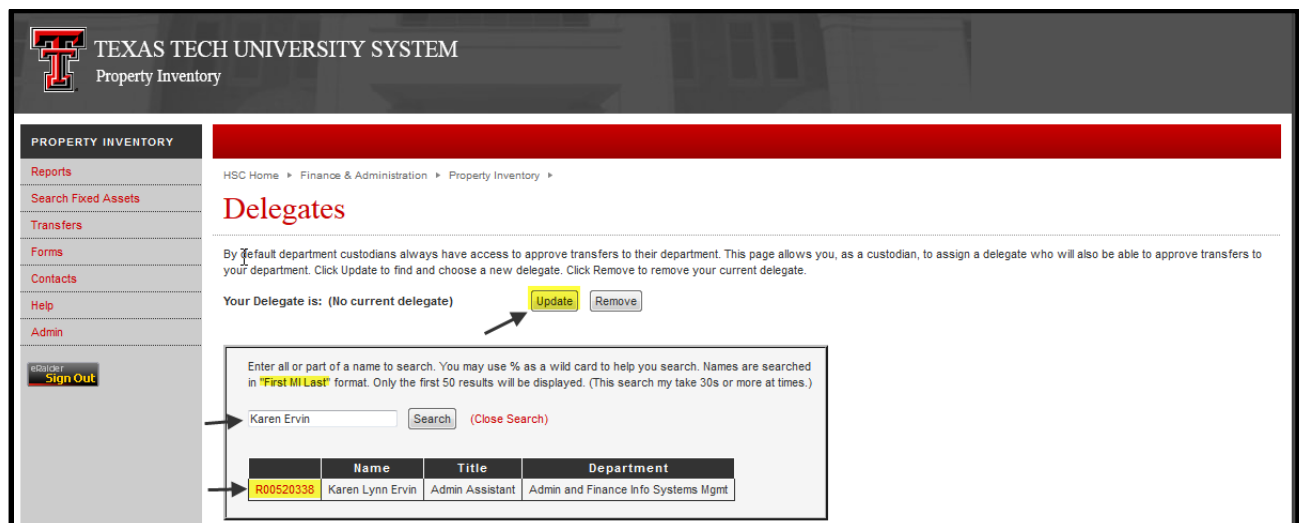 TEXAS TECH UNIVERSITY SYSTEM
Property Inventory
PROPERTY INVENTORY
Reports
Search Fixed Assets
Transfers
Forms
Contacts
Help
Admin
eRaider
Sign Out
HSC Home ▸ Finance & Administration ▸ Property Inventory ▸
Delegates
By default department custodians always have access to approve transfers to their department. This page allows you, as a custodian, to assign a delegate who will also be able to approve transfers to
your department. Click Update to find and choose a new delegate. Click Remove to remove your current delegate.
Your Delegate is: (No current delegate) Update Remove
Enter all or part of a name to search. You may use % as a wild card to help you search. Names are searched
in "First MI Last" format. Only the first 50 results will be displayed. (This search my take 30s or more at times.)
Karen Ervin Search (Close Search)
Name Title Department
R00520338 Karen Lynn Ervin Admin Assistant Admin and Finance Info Systems Mgmt